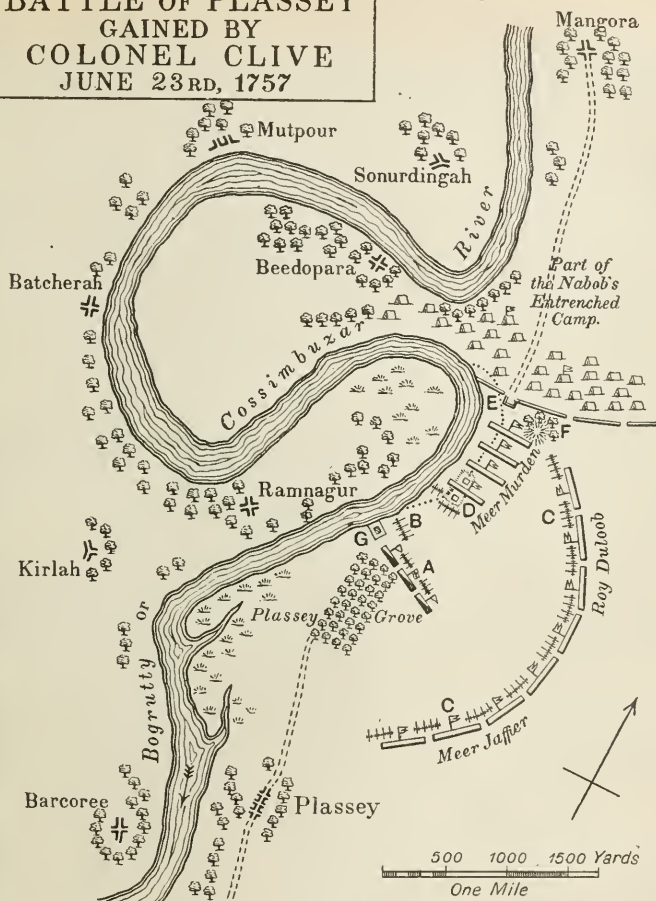 BATTLE OF PLASSEY
GAINED BY
COLONEL CLIVE
JUNE 23RD, 1757
Mangora
Mutpour
Sonurdingah
River
Beedopara
Batcherah
Part of
the Nabob's
Entrenched
Camp.
Cossimbuzar
E
F
Meer Murden
D
Ramnagur
B
C
Roy Duloob
G
A
Kirlah
Plassey Grove
or
Bogrutty
C
Meer Jaffier
Barcoree
Plassey
500 1000 1500 Yards
One Mile